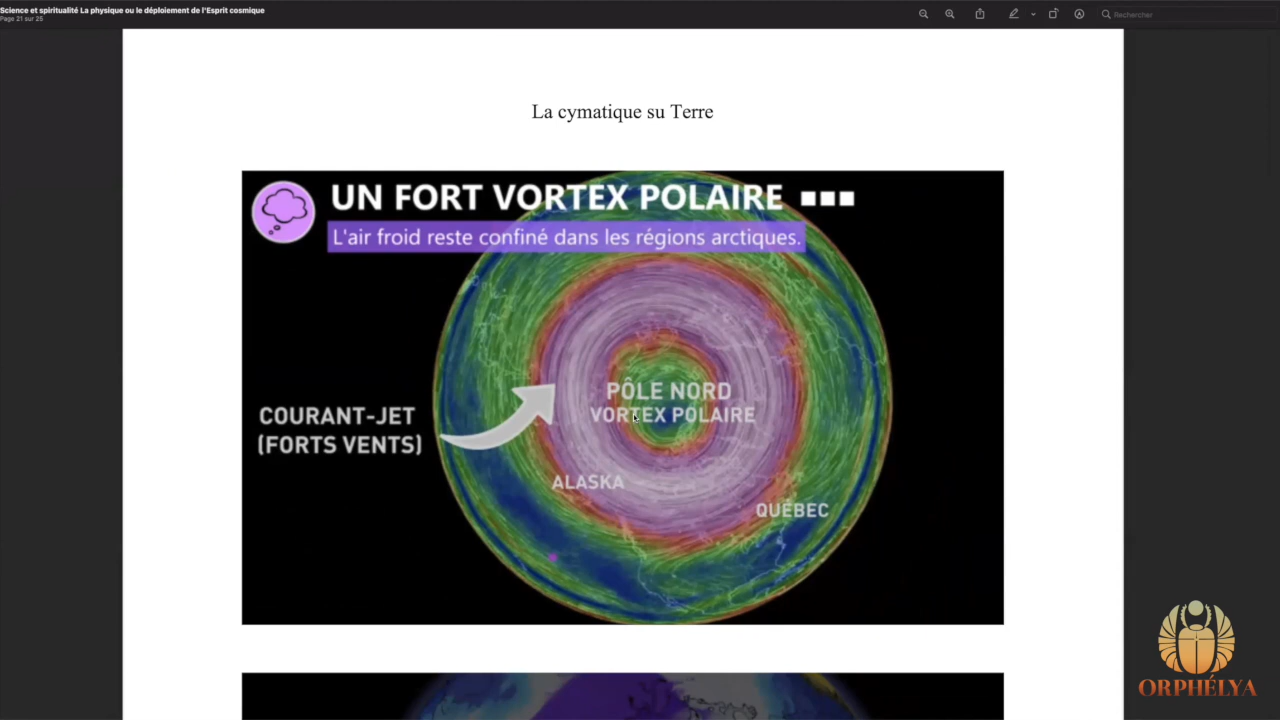 Science et spiritualité La physique ou le déploiement de l'Esprit cosmique
Page 21 sur 25
Rechercher
La cymatique su Terre
UN FORT VORTEX POLAIRE
L'air froid reste confiné dans les régions arctiques.
PÔLE NORD
VORTEX POLAIRE
COURANT-JET
(FORTS VENTS)
ALASKA
QUÉBEC
ORPHÉLYA